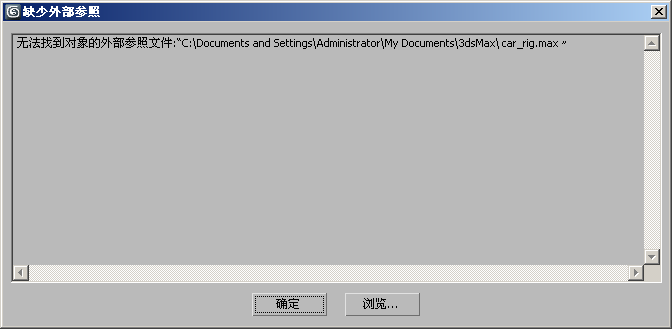 缺少外部参照
无法找到对象的外部参照文件:“C:\Documents and Settings\Administrator\My Documents\3dsMax\ car_rig.max ”
确定
浏览...